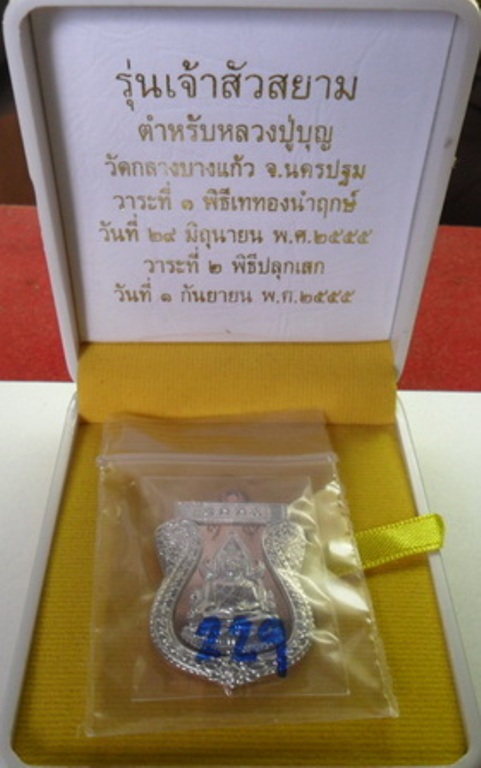 รุ่นเจ้าสัวสยาม
ตำหรับหลวงปู่บุญ
วัดกลางบางแก้ว จ.นครปฐม
วาระที่ ๑ พิธีเททองนำฤกษ์
วันที่ ๒๙ มิถุนายน พ.ศ.๒๕๕๕
วาระที่ ๒ พิธีปลุกเสก
วันที่ ๑ กันยายน พ.ศ.๒๕๕๕
229